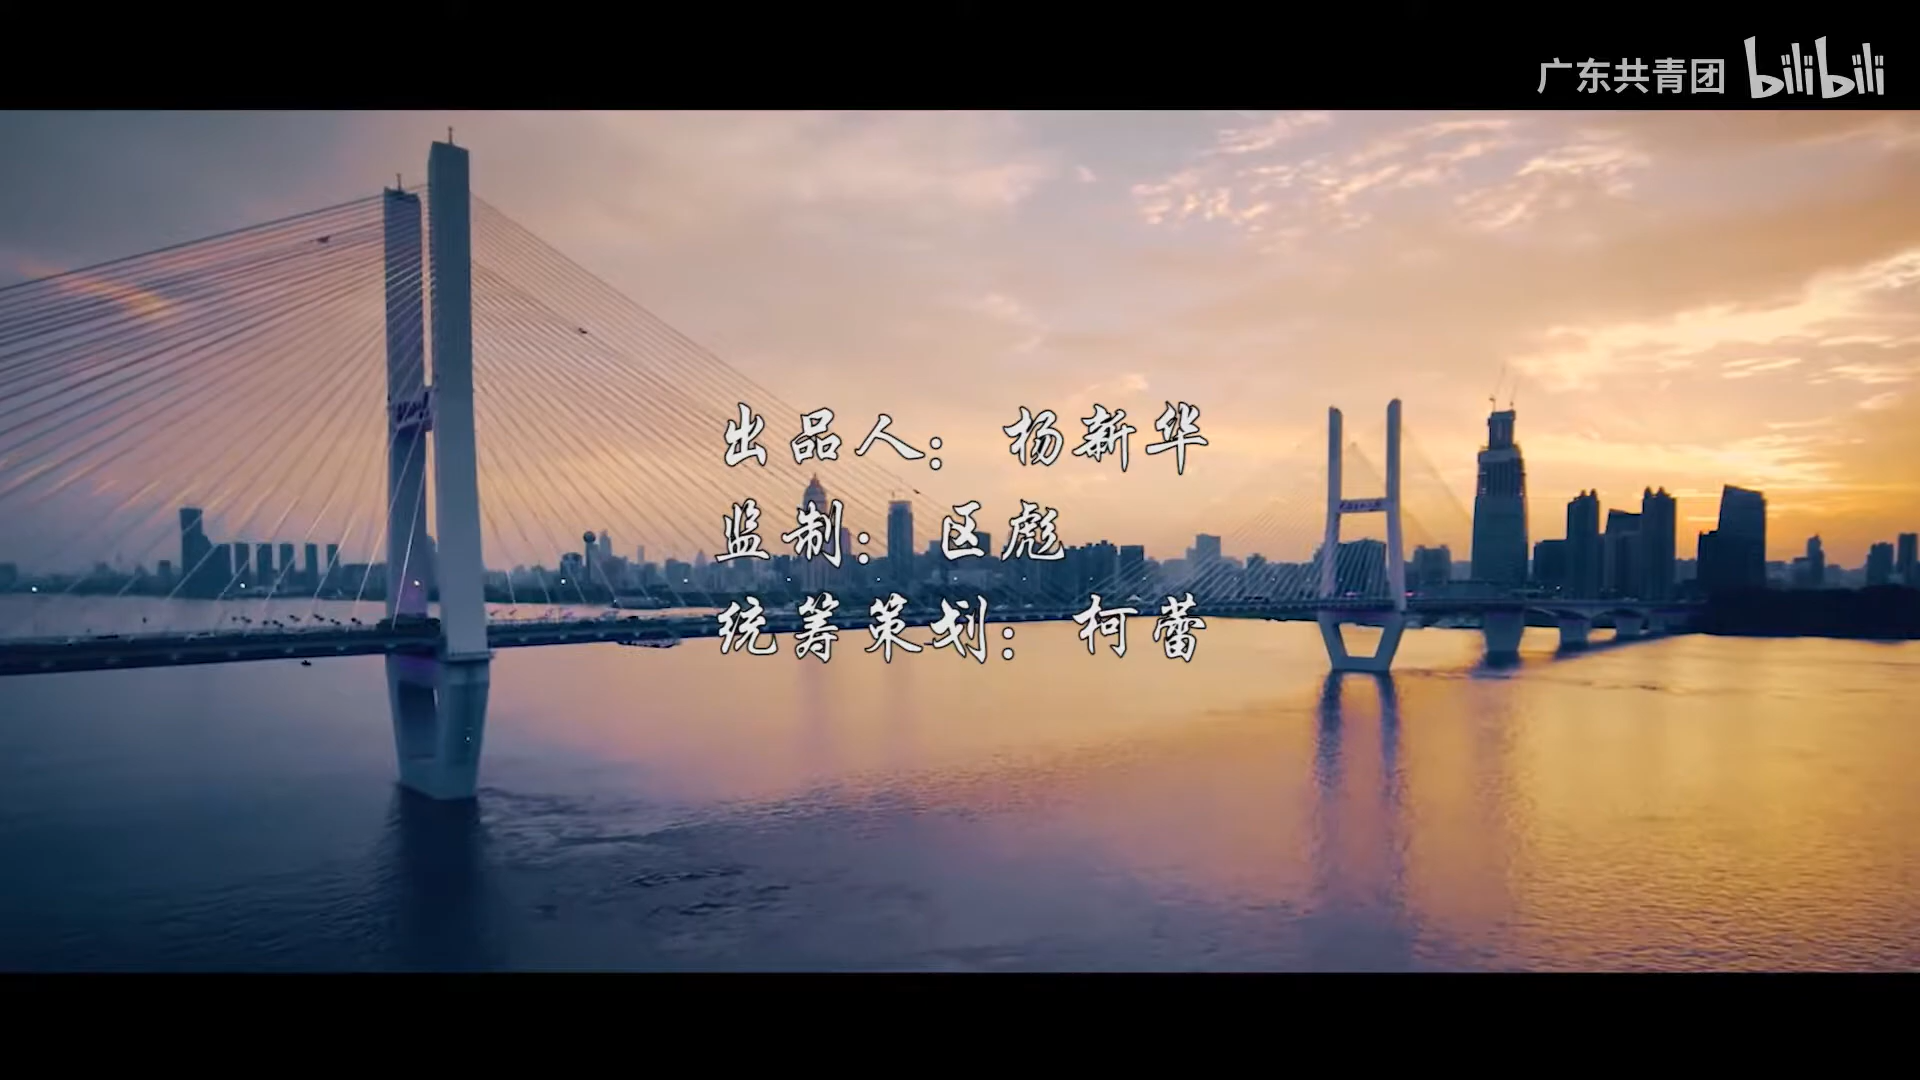 广东共青团 bilibili
出品人： 杨新华
监制： 区彪
统筹策划： 柯蕾